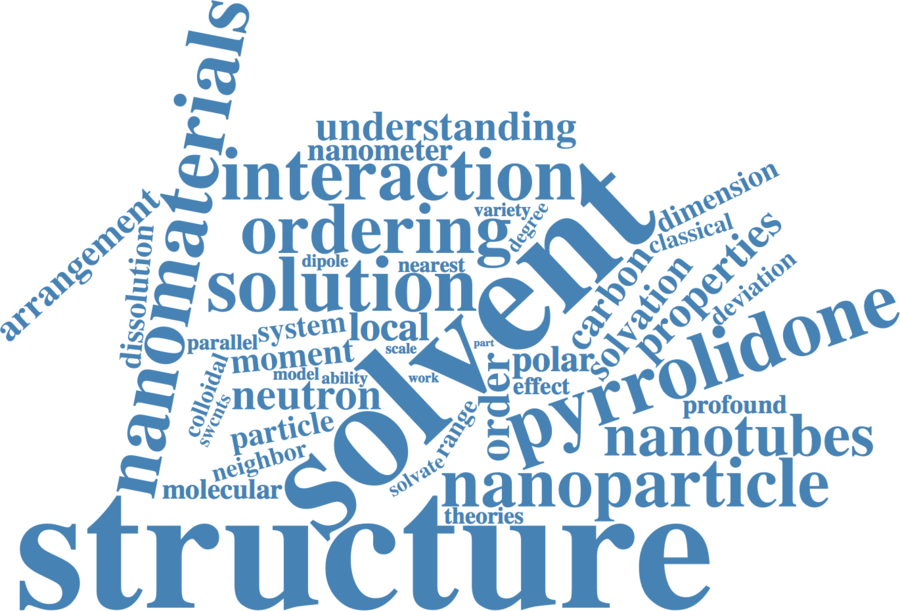 nanomaterials
understanding
nanometer
interaction
variety
degree
ordering
dimension
classical
arrangement
dissolution
dipole
nearest
solution
solvent
carbon
solvation
properties
deviation
parallel
system
local
scale
part
moment
model
ability
work
polar
effect
order
pyrrolidone
colloidal
swcnts
neutron
particle
range
profound
neighbor
solvate
nanotubes
molecular
nanoparticle
theories
structure